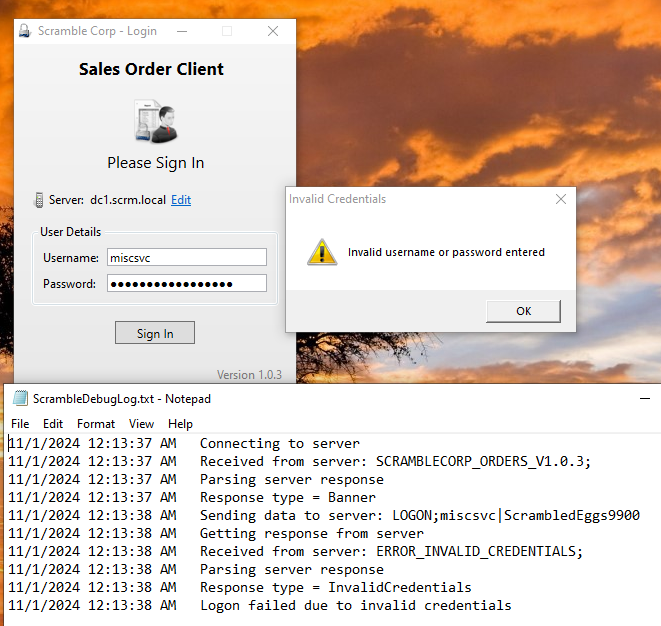 Scramble Corp - Login
Sales Order Client
Please Sign In
Server: dc1.scrm.local Edit
User Details
Username: miscsvc
Password: ●●●●●●●●●●●●●●●●●
Sign In
Version 1.0.3
Invalid Credentials
Invalid username or password entered
OK
ScrambleDebugLog.txt - Notepad
File Edit Format View Help
11/1/2024 12:13:37 AM Connecting to server
11/1/2024 12:13:37 AM Received from server: SCRAMBLECORP_ORDERS_V1.0.3;
11/1/2024 12:13:37 AM Parsing server response
11/1/2024 12:13:37 AM Response type = Banner
11/1/2024 12:13:38 AM Sending data to server: LOGON;miscsvc|ScrambledEggs9900
11/1/2024 12:13:38 AM Getting response from server
11/1/2024 12:13:38 AM Received from server: ERROR_INVALID_CREDENTIALS;
11/1/2024 12:13:38 AM Parsing server response
11/1/2024 12:13:38 AM Response type = InvalidCredentials
11/1/2024 12:13:38 AM Logon failed due to invalid credentials